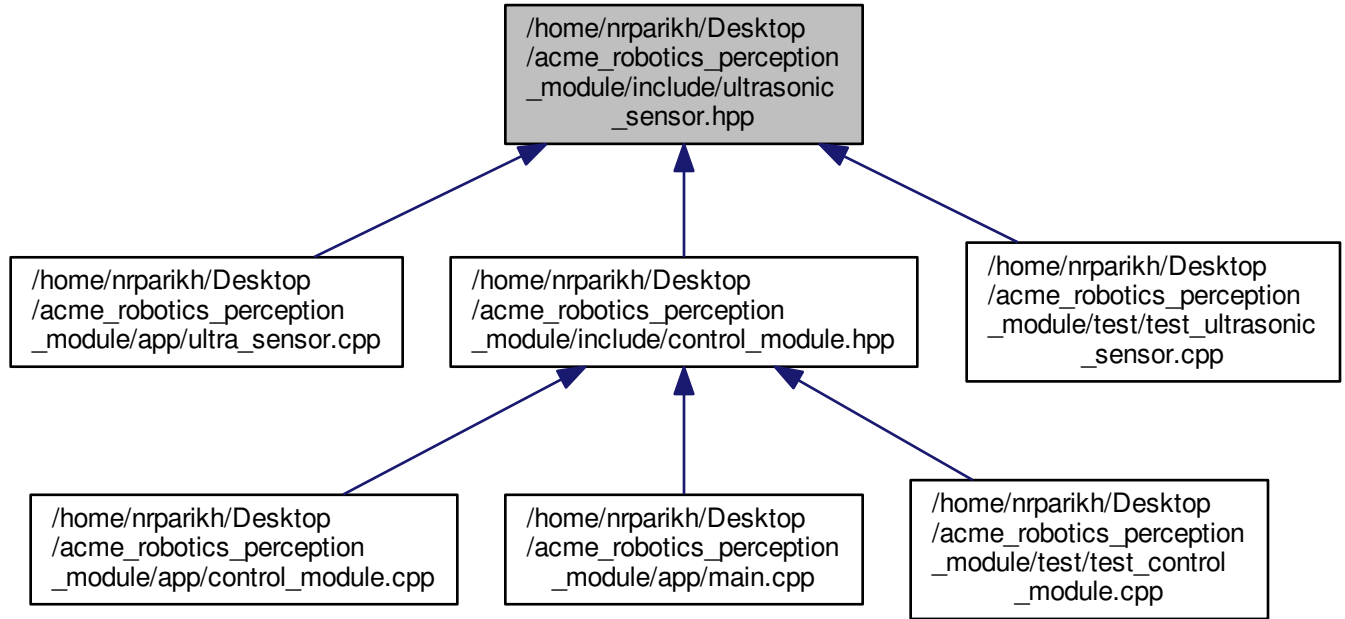 /home/nrparikh/Desktop
/acme_robotics_perception
_module/include/ultrasonic
_sensor.hpp
/home/nrparikh/Desktop
/acme_robotics_perception
_module/app/ultra_sensor.cpp
/home/nrparikh/Desktop
/acme_robotics_perception
_module/include/control_module.hpp
/home/nrparikh/Desktop
/acme_robotics_perception
_module/test/test_ultrasonic
_sensor.cpp
/home/nrparikh/Desktop
/acme_robotics_perception
_module/app/control_module.cpp
/home/nrparikh/Desktop
/acme_robotics_perception
_module/app/main.cpp
/home/nrparikh/Desktop
/acme_robotics_perception
_module/test/test_control
_module.cpp